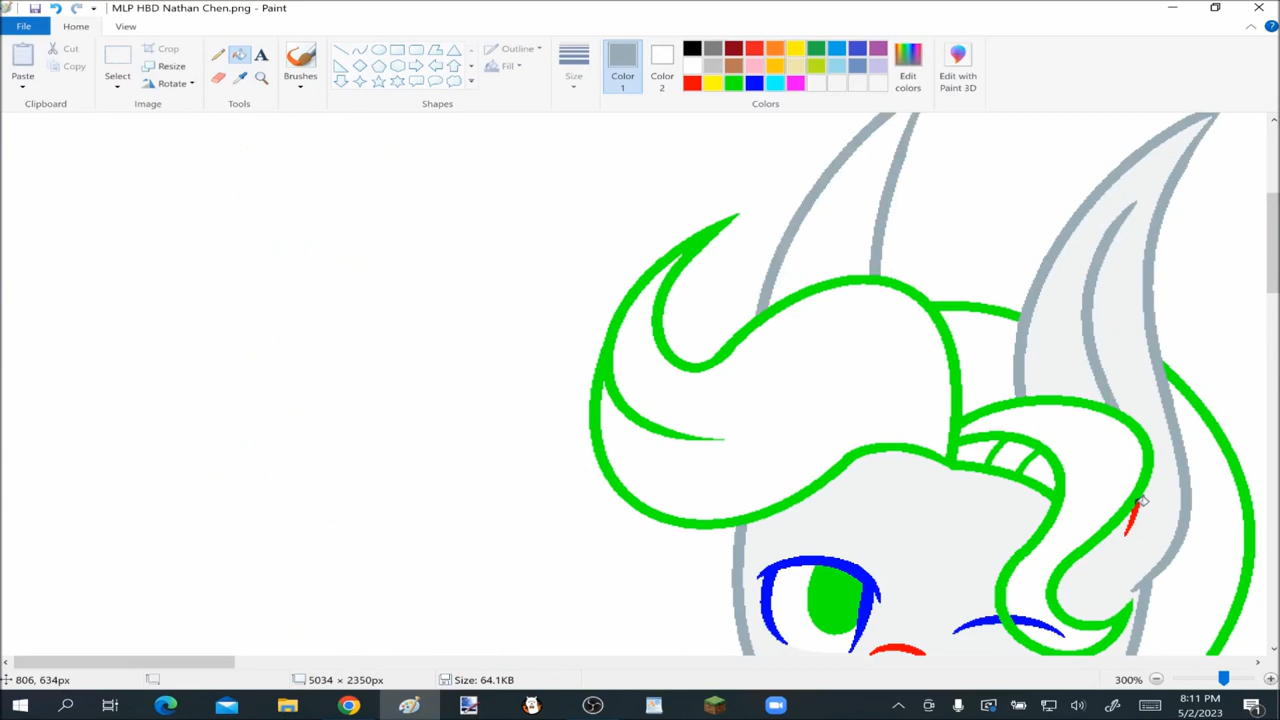 MLP HBD Nathan Chen.png - Paint
File
Home
View
Paste
Cut
Copy
Clipboard
Select
Crop
Resize
Rotate
Image
A
Tools
Brushes
Outline
Fill
Shapes
Size
Color 1
Color 2
Edit colors
Colors
Edit with Paint 3D
806, 634px
5034 × 2350px
Size: 64.1KB
300%
8:11 PM
5/2/2023
1